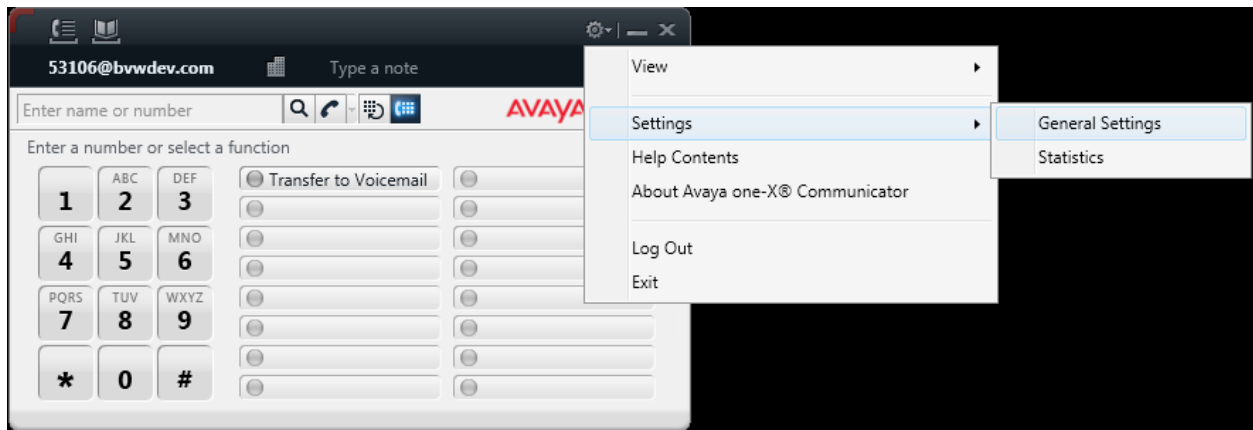 53106@bvwdev.com Type a note
Enter name or number AVAYA
Enter a number or select a function
1 ABC 2 DEF 3 Transfer to Voicemail
GHI 4 JKL 5 MNO 6
PQRS 7 TUV 8 WXYZ 9
* 0 #
View
Settings
Help Contents
About Avaya one-X® Communicator
Log Out
Exit
General Settings
Statistics